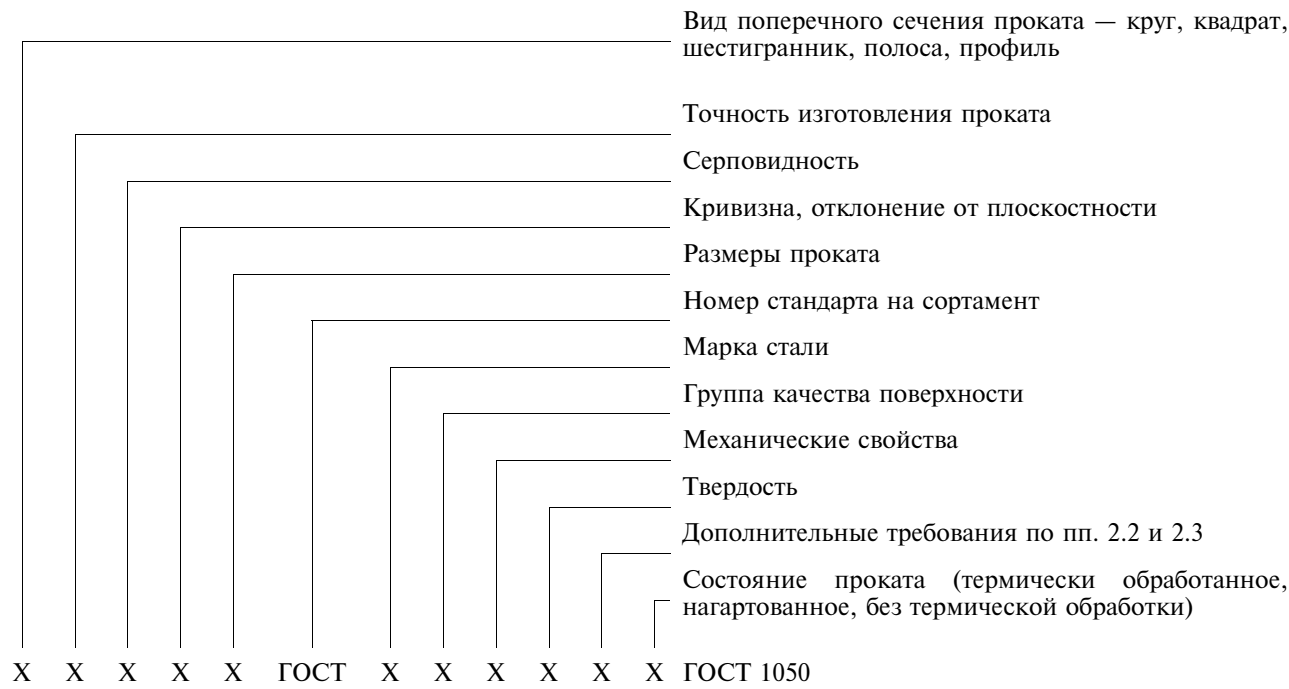 Вид поперечного сечения проката — круг, квадрат,
шестигранник, полоса, профиль
Точность изготовления проката
Серповидность
Кривизна, отклонение от плоскостности
Размеры проката
Номер стандарта на сортамент
Марка стали
Группа качества поверхности
Механические свойства
Твердость
Дополнительные требования по пп. 2.2 и 2.3
Состояние проката (термически обработанное,
нагартованное, без термической обработки)
Х Х Х Х Х ГОСТ Х Х Х Х Х Х ГОСТ 1050